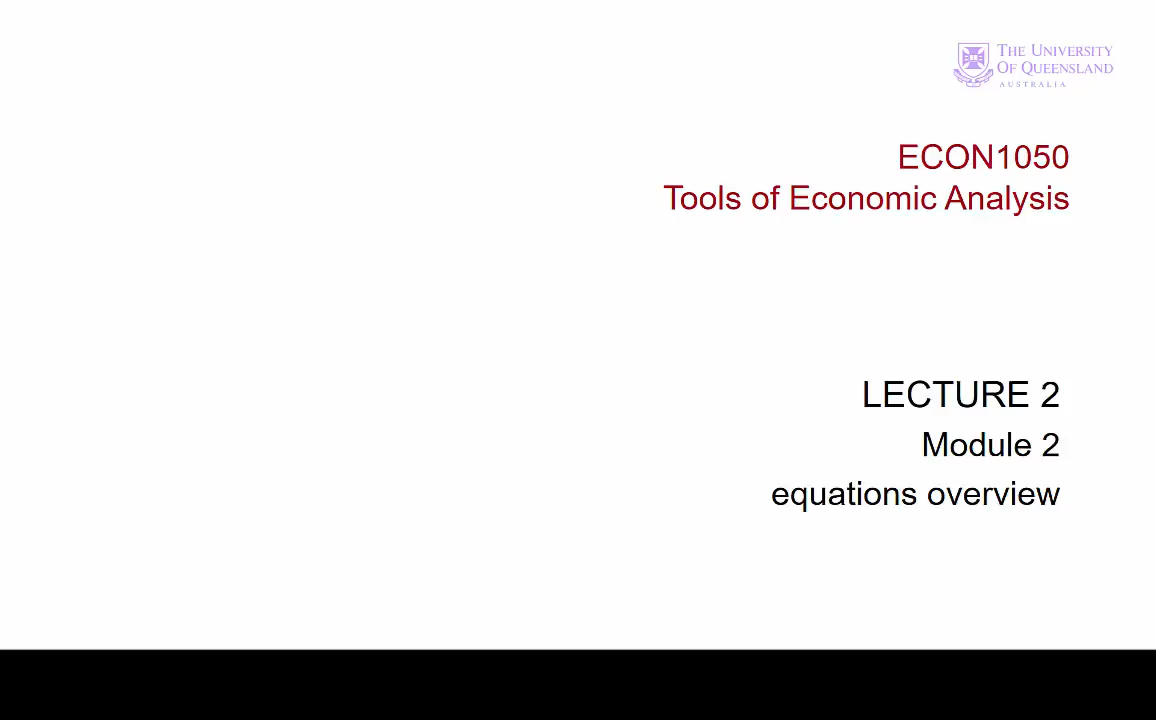 THE UNIVERSITY
OF QUEENSLAND
AUSTRALIA
ECON1050
Tools of Economic Analysis
LECTURE 2
Module 2
equations overview